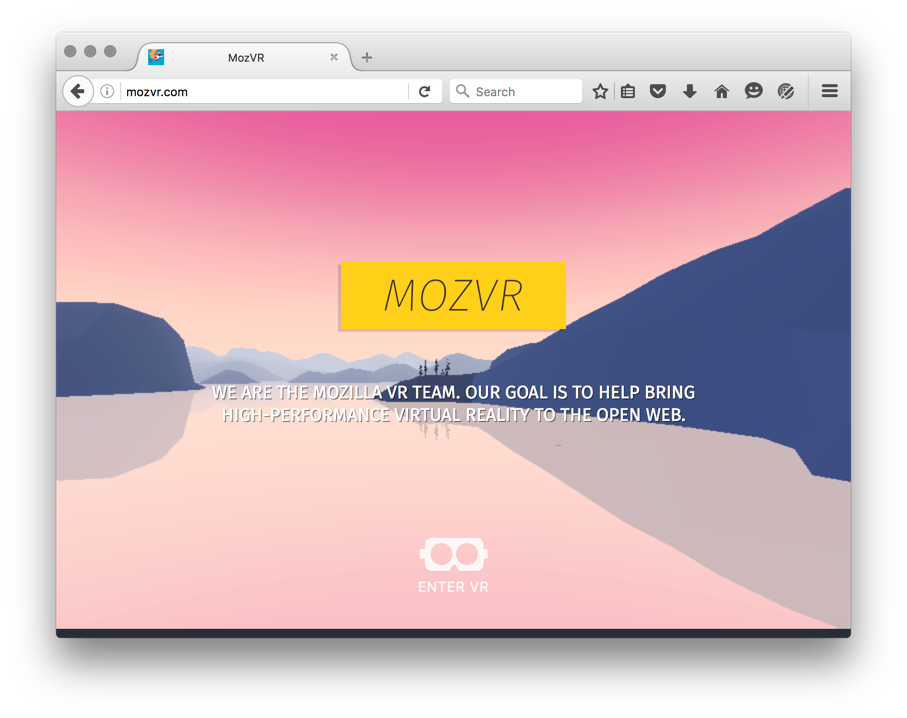 MozVR
mozvr.com
Search
MOZVR
WE ARE THE MOZILLA VR TEAM. OUR GOAL IS TO HELP BRING
HIGH-PERFORMANCE VIRTUAL REALITY TO THE OPEN WEB.
ENTER VR